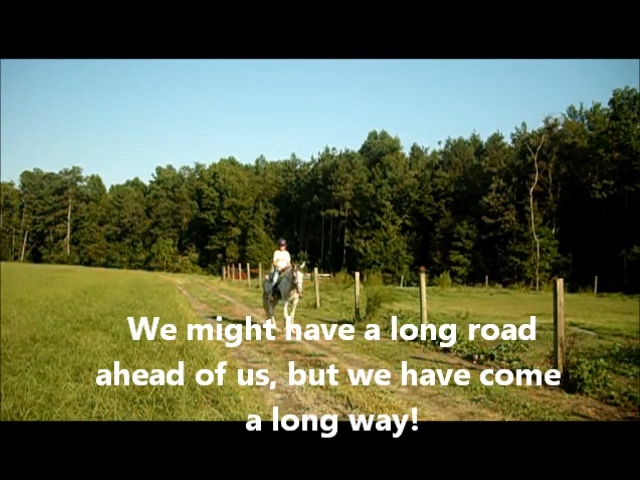 We might have a long road
ahead of us, but we have come
a long way!